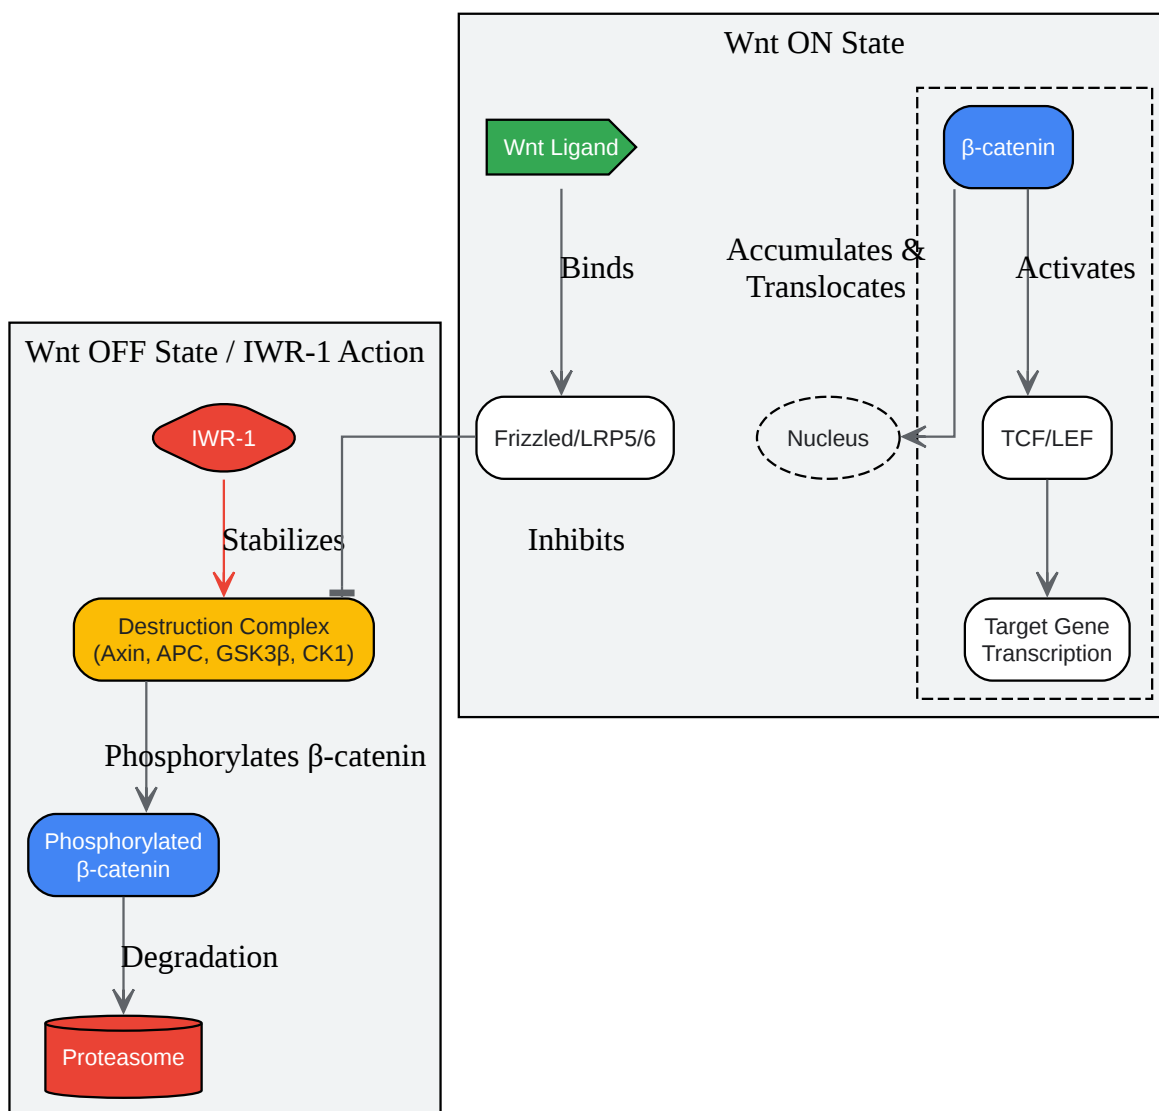 Wnt ON State
Wnt Ligand
β-catenin
Binds
Accumulates &
Translocates
Activates
Wnt OFF State / IWR-1 Action
IWR-1
Frizzled/LRP5/6
Nucleus
TCF/LEF
Stabilizes
Inhibits
Destruction Complex
(Axin, APC, GSK3β, CK1)
Target Gene
Transcription
Phosphorylates β-catenin
Phosphorylated
β-catenin
Degradation
Proteasome